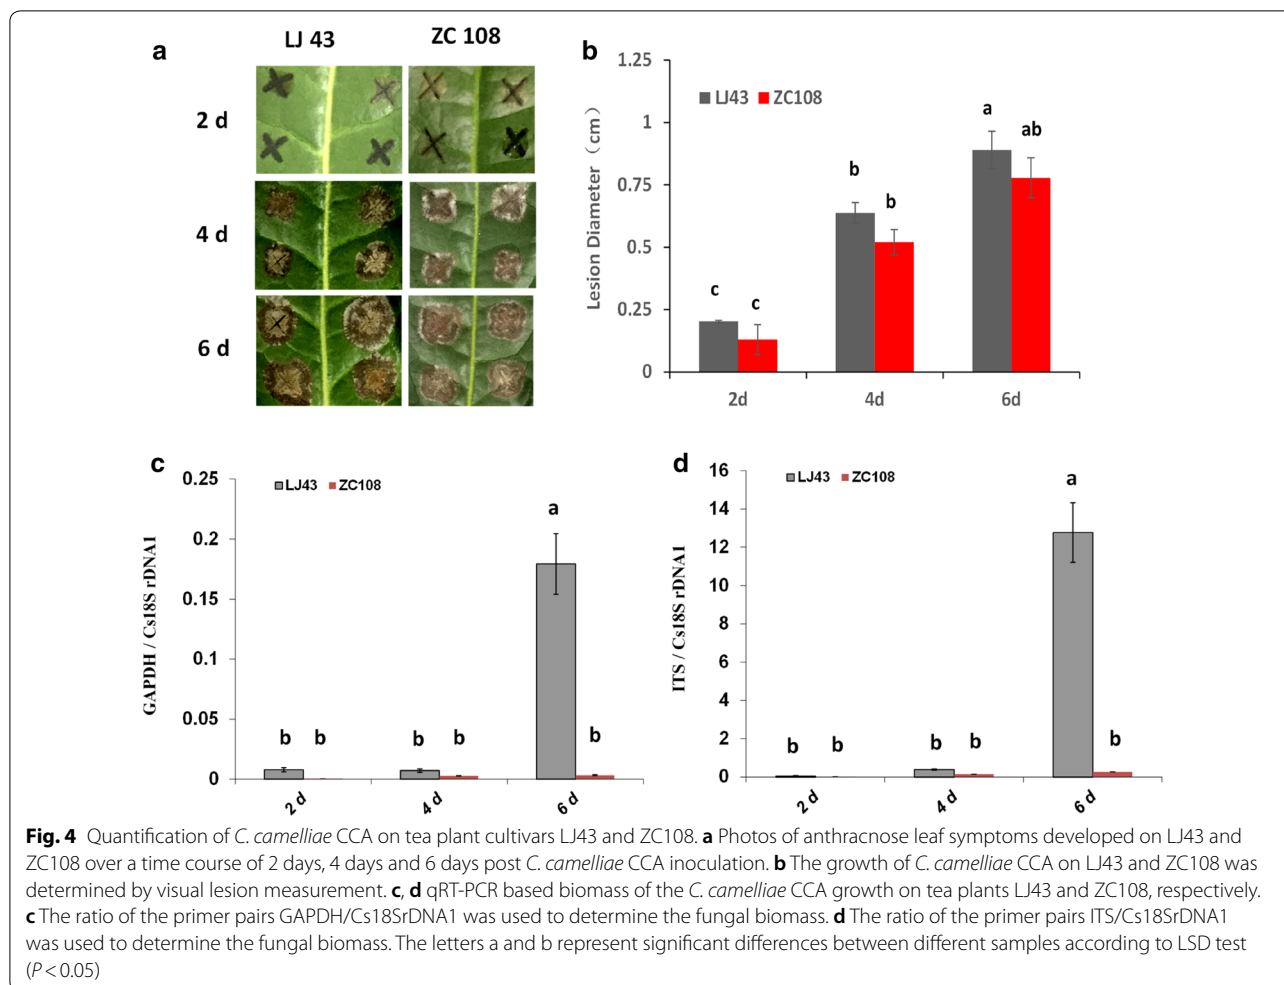 LJ 43
ZC 108
a
2 d
4 d
6 d
b
1.25
1
0.75
0.5
0.25
0
Lesion Diameter（cm）
LJ43 ZC108
c c
b b
a ab
2d 4d 6d
c
0.25
0.2
0.15
0.1
0.05
0
GAPDH / Cs18S rDNA1
LJ43 ZC108
b b
b b
a b
2 d 4 d 6 d
d
16
14
12
10
8
6
4
2
0
ITS / Cs18S rDNA1
LJ43 ZC108
b b
b b
a b
2 d 4 d 6 d
Fig. 4 Quantification of C. camelliae CCA on tea plant cultivars LJ43 and ZC108. a Photos of anthracnose leaf symptoms developed on LJ43 and
ZC108 over a time course of 2 days, 4 days and 6 days post C. camelliae CCA inoculation. b The growth of C. camelliae CCA on LJ43 and ZC108 was
determined by visual lesion measurement. c, d qRT-PCR based biomass of the C. camelliae CCA growth on tea plants LJ43 and ZC108, respectively.
c The ratio of the primer pairs GAPDH/Cs18SrDNA1 was used to determine the fungal biomass. d The ratio of the primer pairs ITS/Cs18SrDNA1
was used to determine the fungal biomass. The letters a and b represent significant differences between different samples according to LSD test
(P < 0.05)